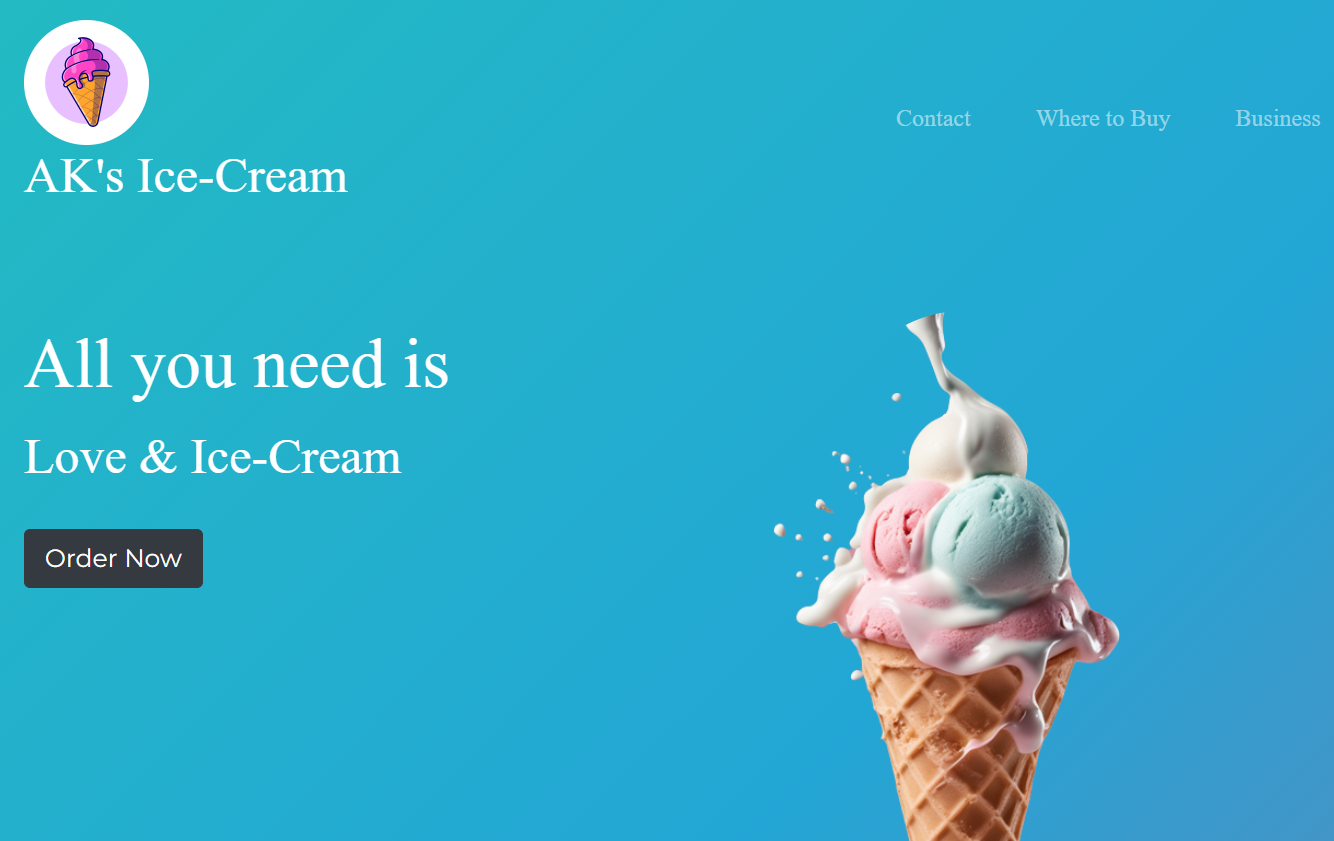 Contact Where to Buy Business
AK's Ice-Cream
All you need is
Love & Ice-Cream
Order Now